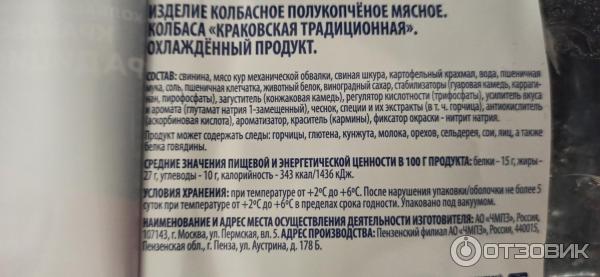 ИЗДЕЛИЕ КОЛБАСНОЕ ПОЛУКОПЧЁНОЕ МЯСНОЕ.
КОЛБАСА «КРАКОВСКАЯ ТРАДИЦИОННАЯ».
ОХЛАЖДЁННЫЙ ПРОДУКТ.
СОСТАВ: свинина, мясо кур механической обвалки, свиная шкура, картофельный крахмал, вода, пшеничная
мука, соль, пшеничная клетчатка, животный белок, виноградный сахар, стабилизаторы (гуаровая камедь, карраги-
нан, пирофосфаты), загуститель (конжаковая камедь), регулятор кислотности (трифосфаты), усилитель вкуса
и аромата (глутамат натрия 1-замещенный), чеснок, специи и их экстракты (в т. ч. горчица), антиокислитель
(аскорбиновая кислота), ароматизатор, краситель (кармины), фиксатор окраски - нитрит натрия.
Продукт может содержать следы: горчицы, глютена, кунжута, молока, орехов, сельдерея, сои, яиц, а также
белка говядины.
СРЕДНИЕ ЗНАЧЕНИЯ ПИЩЕВОЙ И ЭНЕРГЕТИЧЕСКОЙ ЦЕННОСТИ В 100 Г ПРОДУКТА: белки - 15 г, жиры -
27 г, углеводы - 10 г, калорийность - 343 ккал/1436 кДж.
УСЛОВИЯ ХРАНЕНИЯ: при температуре от +2°С до +6°С. После нарушения упаковки/оболочки не более 5
суток при температуре от +2°С до +6°С в пределах срока годности. Упаковано под вакуумом.
НАИМЕНОВАНИЕ И АДРЕС МЕСТА ОСУЩЕСТВЛЕНИЯ ДЕЯТЕЛЬНОСТИ ИЗГОТОВИТЕЛЯ: АО «ЧМПЗ», Россия,
107143, г. Москва, ул. Пермская, вл. 5. АДРЕС ПРОИЗВОДСТВА: Пензенский филиал АО «ЧМПЗ», Россия, 440015,
Пензенская обл., г. Пенза, ул. Аустрина, д. 178 Б.
ОТЗОВИК